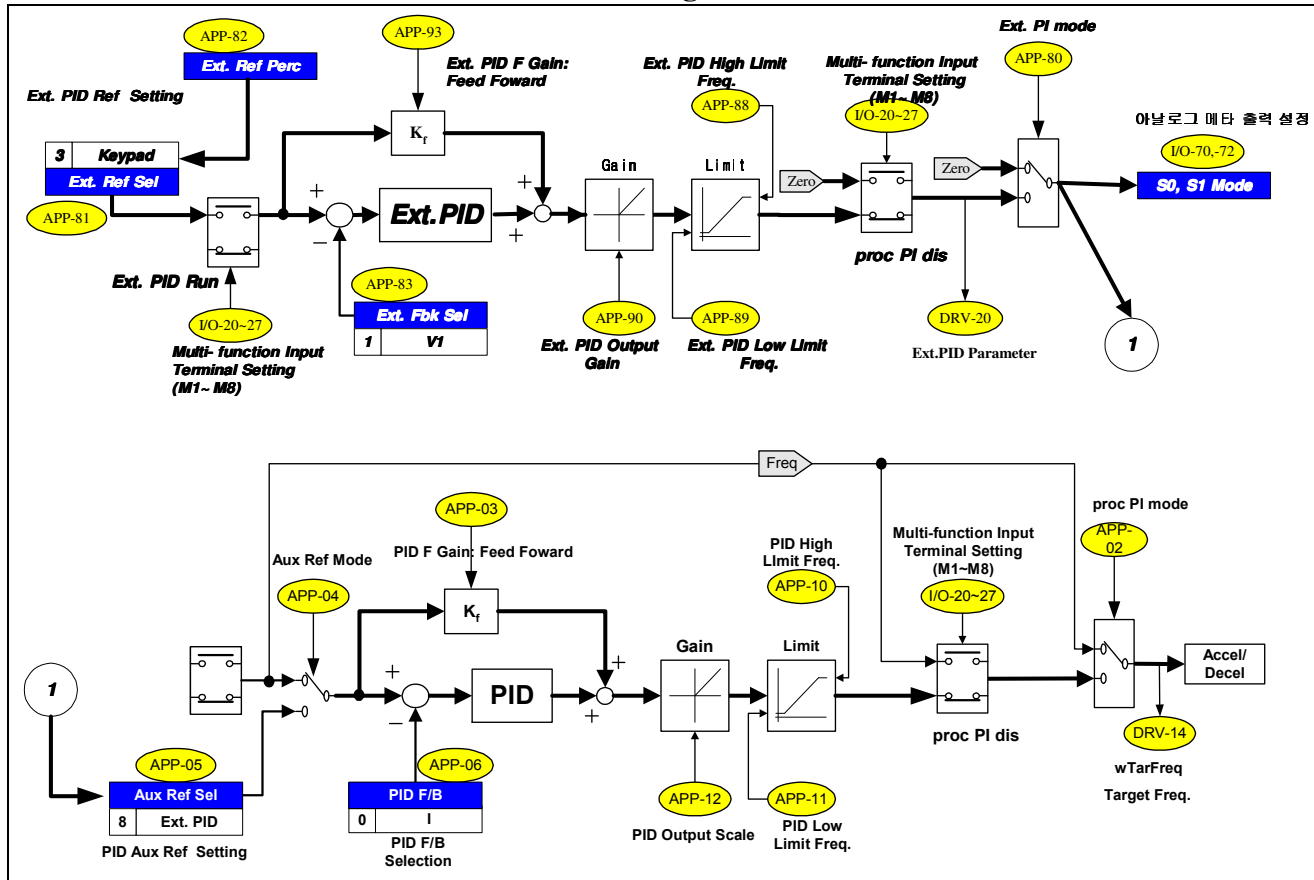 APP-82
Ext. Ref Perc
Ext. PID Ref Setting
3 Keypad
Ext. Ref Sel
APP-81
Ext. PID Run
I/O-20~27
Multi- function Input
Terminal Setting
(M1~ M8)
APP-93
Ext. PID F Gain:
Feed Foward
Kf
+
−
Ext. PID
+
+
APP-83
Ext. Fbk Sel
1 V1
Gain
APP-90
Ext. PID Output
Gain
Ext. PID High Limit
Freq.
APP-88
Limit
APP-89
Ext. PID Low Limit
Freq.
Multi- function Input
Terminal Setting
(M1~ M8)
I/O-20~27
Zero
proc PI dis
DRV-20
Ext.PID Parameter
Ext. PI mode
APP-80
Zero
아날로그 메타 출력 설정
I/O-70,-72
S0, S1 Mode
1
Freq
1
Aux Ref Mode
APP-04
APP-05
Aux Ref Sel
8 Ext. PID
PID Aux Ref Setting
APP-03
PID F Gain: Feed Foward
Kf
+
−
PID
+
+
APP-06
PID F/B
0 I
PID F/B
Selection
Gain
APP-12
PID Output Scale
PID High
LImit Freq.
APP-10
Limit
APP-11
PID Low
Limit Freq.
Multi-function Input
Terminal Setting
(M1~M8)
I/O-20~27
proc PI dis
proc PI mode
APP-
02
Accel/
Decel
DRV-14
wTarFreq
Target Freq.